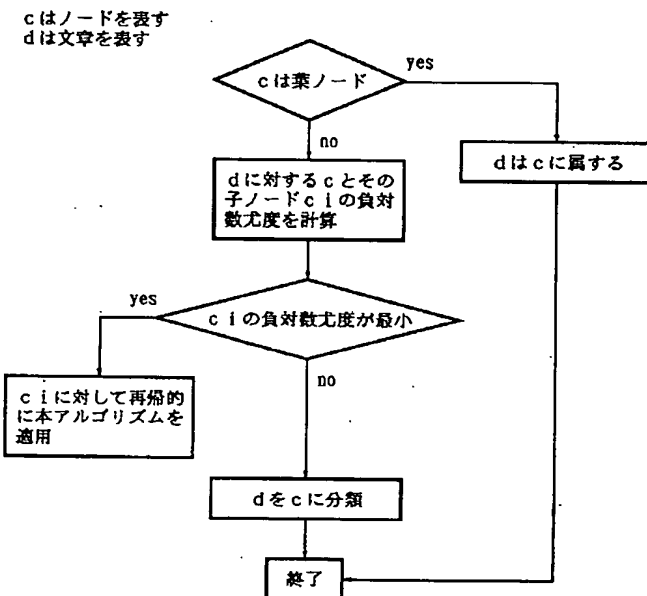 cはノードを表す
dは文章を表す
cは葉ノード
yes
no
dはcに属する
dに対するcとその
子ノードciの負対
数尤度を計算
yes
ciの負対数尤度が最小
no
ciに対して再帰的
に本アルゴリズムを
適用
dをcに分類
終了